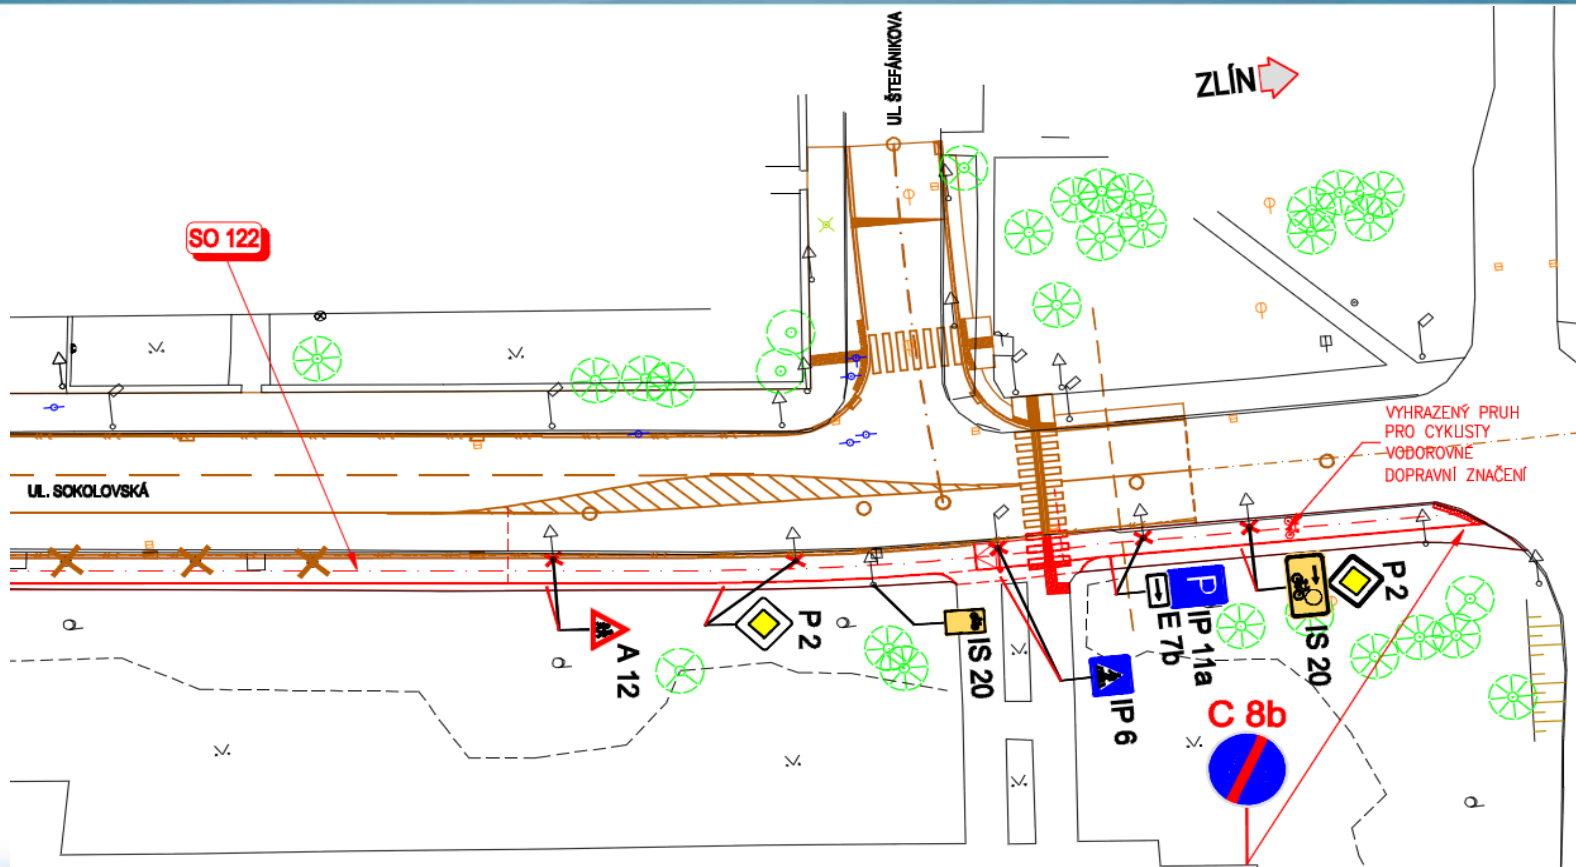 UL ŠTEFÁNIKOVA
ZLÍN
SO 122
VYHRAZENÝ PRUH
PRO CYKLISTY
VODOROVNÉ
DOPRAVNÍ ZNAČENÍ
UL. SOKOLOVSKÁ
A 12
P 2
IS 20
IP 6
E 7b
P
IP 11a
IS 20
P 2
C 8b